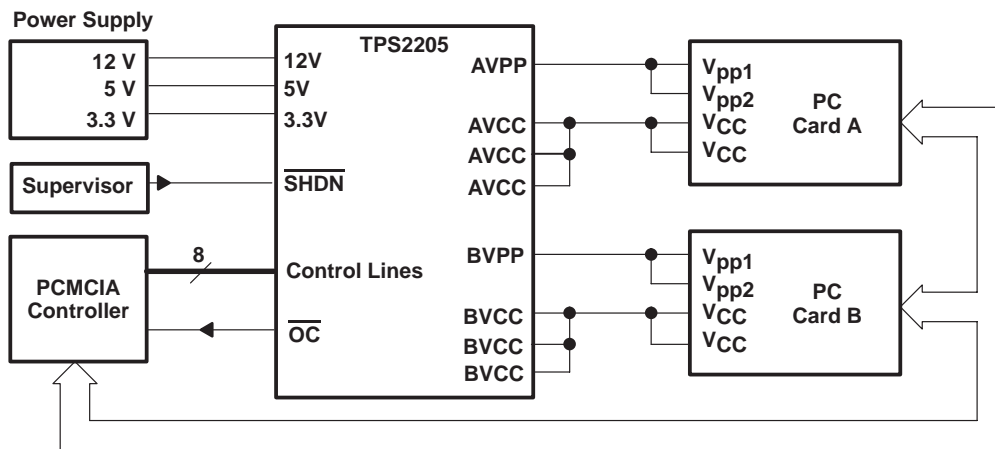 Power Supply
12 V
5 V
3.3 V
Supervisor
PCMCIA
Controller
8
TPS2205
12V
5V
3.3V
SHDN
Control Lines
OC
AVPP
AVCC
AVCC
AVCC
BVPP
BVCC
BVCC
BVCC
Vpp1
Vpp2
VCC
VCC
PC
Card A
Vpp1
Vpp2
VCC
VCC
PC
Card B